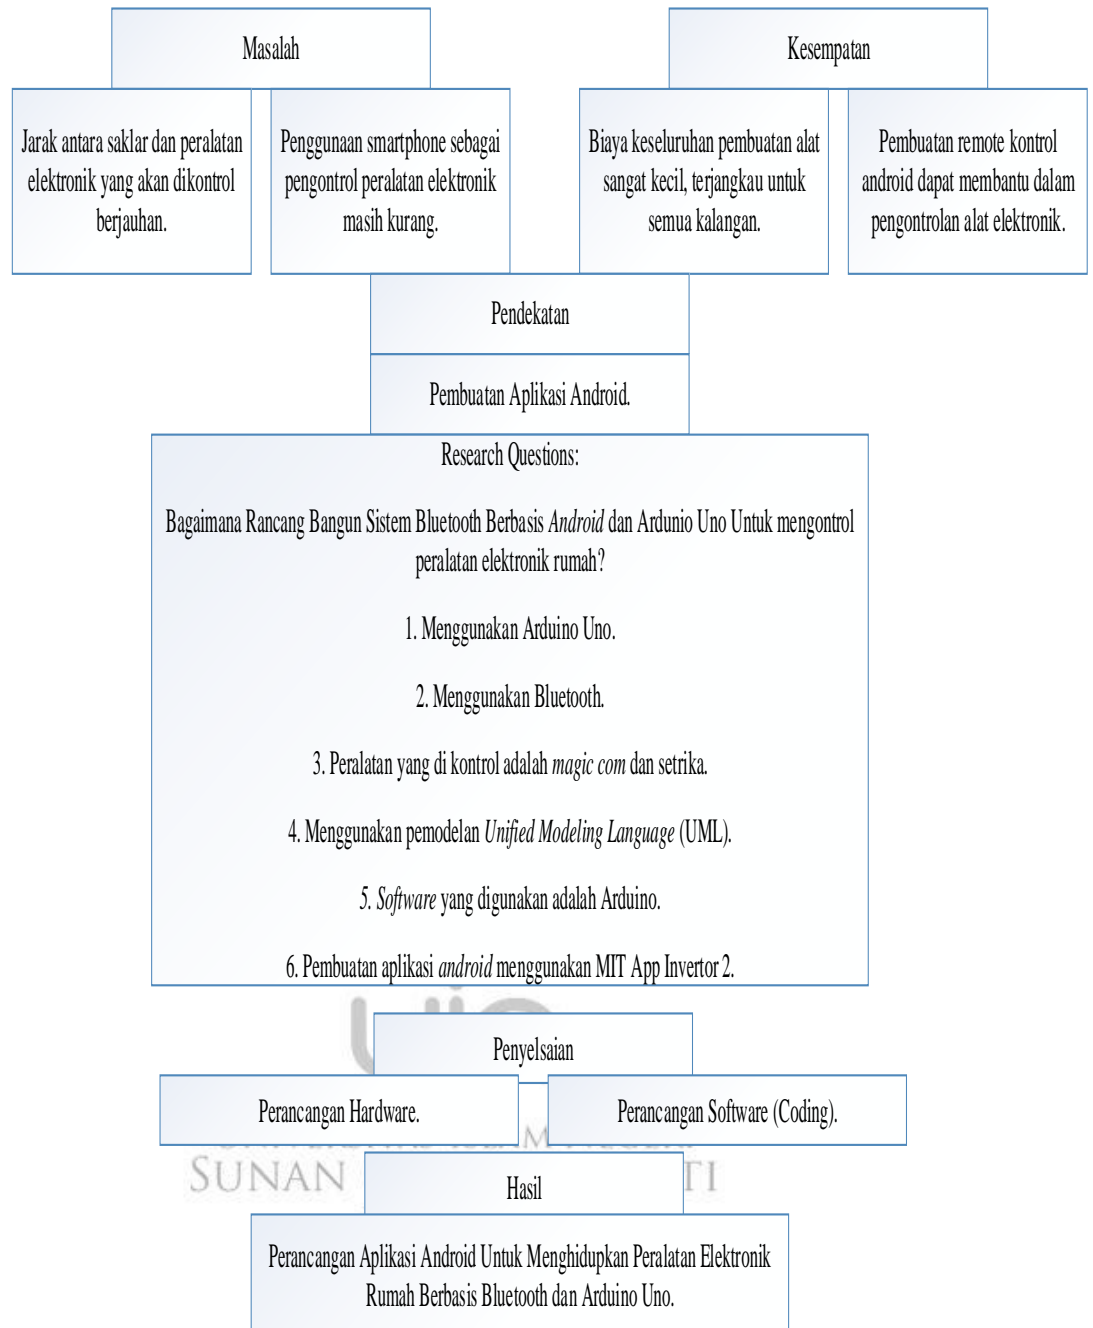 Masalah
Kesempatan
Jarak antara saklar dan peralatan
elektronik yang akan dikontrol
berjauhan.
Penggunaan smartphone sebagai
pengontrol peralatan elektronik
masih kurang.
Biaya keseluruhan pembuatan alat
sangat kecil, terjangkau untuk
semua kalangan.
Pembuatan remote kontrol
android dapat membantu dalam
pengontrolan alat elektronik.
Pendekatan
Pembuatan Aplikasi Android.
Research Questions:
Bagaimana Rancang Bangun Sistem Bluetooth Berbasis Android dan Ardunio Uno Untuk mengontrol
peralatan elektronik rumah?
1. Menggunakan Arduino Uno.
2. Menggunakan Bluetooth.
3. Peralatan yang di kontrol adalah magic com dan setrika.
4. Menggunakan pemodelan Unified Modeling Language (UML).
5. Software yang digunakan adalah Arduino.
6. Pembuatan aplikasi android menggunakan MIT App Invertor 2.
Penyelsaian
Perancangan Hardware.
Perancangan Software (Coding).
SUNAN
Hasil
Perancangan Aplikasi Android Untuk Menghidupkan Peralatan Elektronik
Rumah Berbasis Bluetooth dan Arduino Uno.